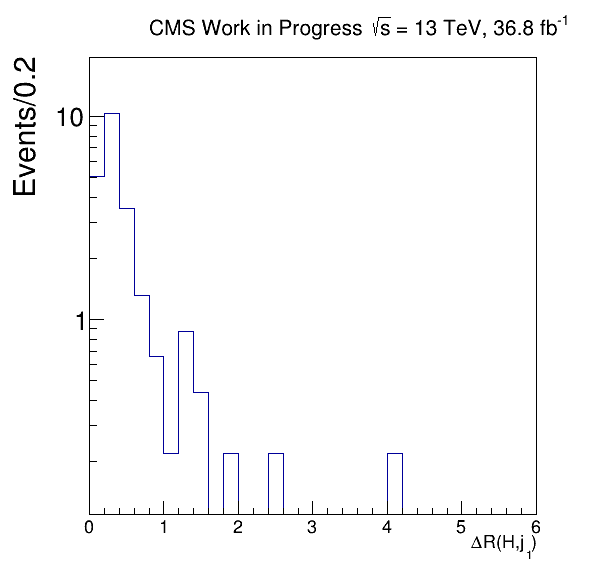 CMS Work in Progress √s = 13 TeV, 36.8 fb⁻¹
Events/0.2
10
1
0 1 2 3 4 5 6
ΔR(H,j₁)